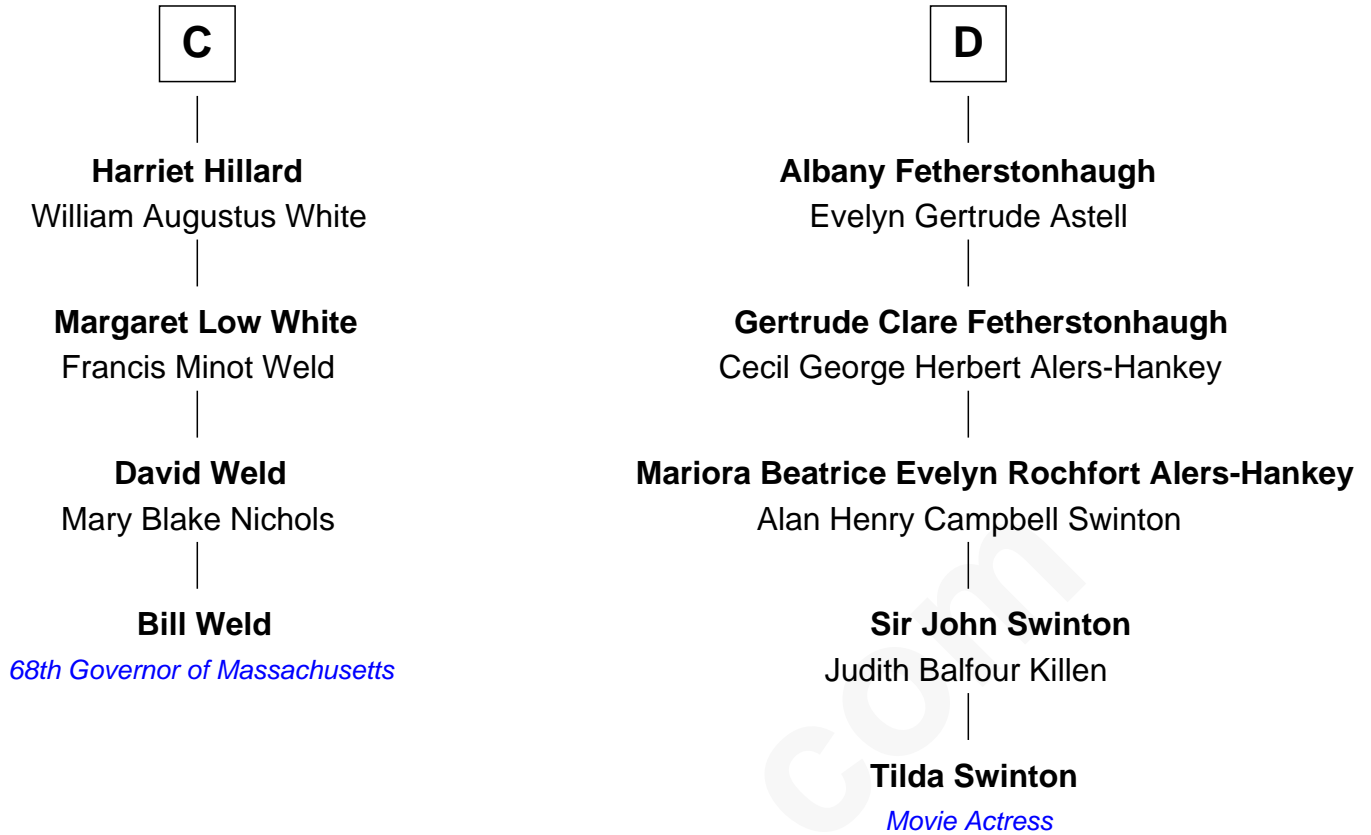 C
Harriet Hillard
William Augustus White
Margaret Low White
Francis Minot Weld
David Weld
Mary Blake Nichols
Bill Weld
68th Governor of Massachusetts
D
Albany Fetherstonhaugh
Evelyn Gertrude Astell
Gertrude Clare Fetherstonhaugh
Cecil George Herbert Alers-Hankey
Mariora Beatrice Evelyn Rochfort Alers-Hankey
Alan Henry Campbell Swinton
Sir John Swinton
Judith Balfour Killen
Tilda Swinton
Movie Actress
com